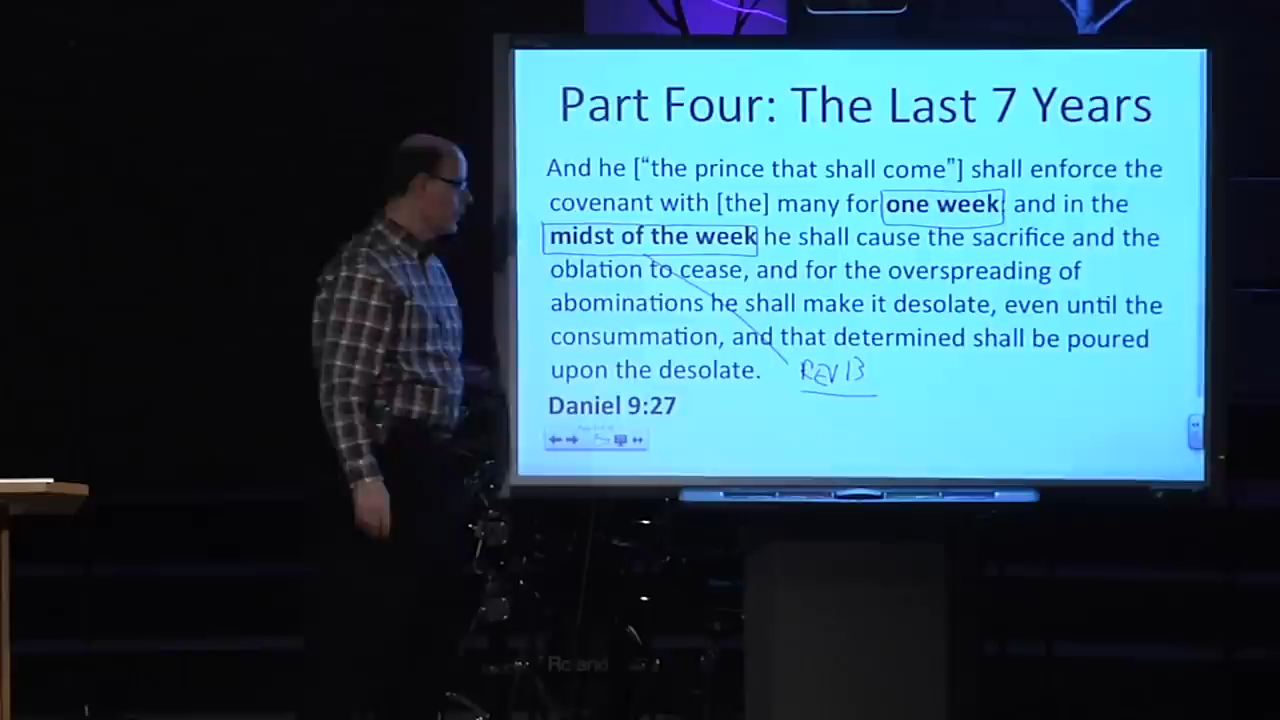 Part Four: The Last 7 Years
And he [“the prince that shall come”] shall enforce the
covenant with [the] many for one week; and in the
midst of the week he shall cause the sacrifice and the
oblation to cease, and for the overspreading of
abominations he shall make it desolate, even until the
consummation, and that determined shall be poured
upon the desolate.
REV 13
Daniel 9:27
Roland